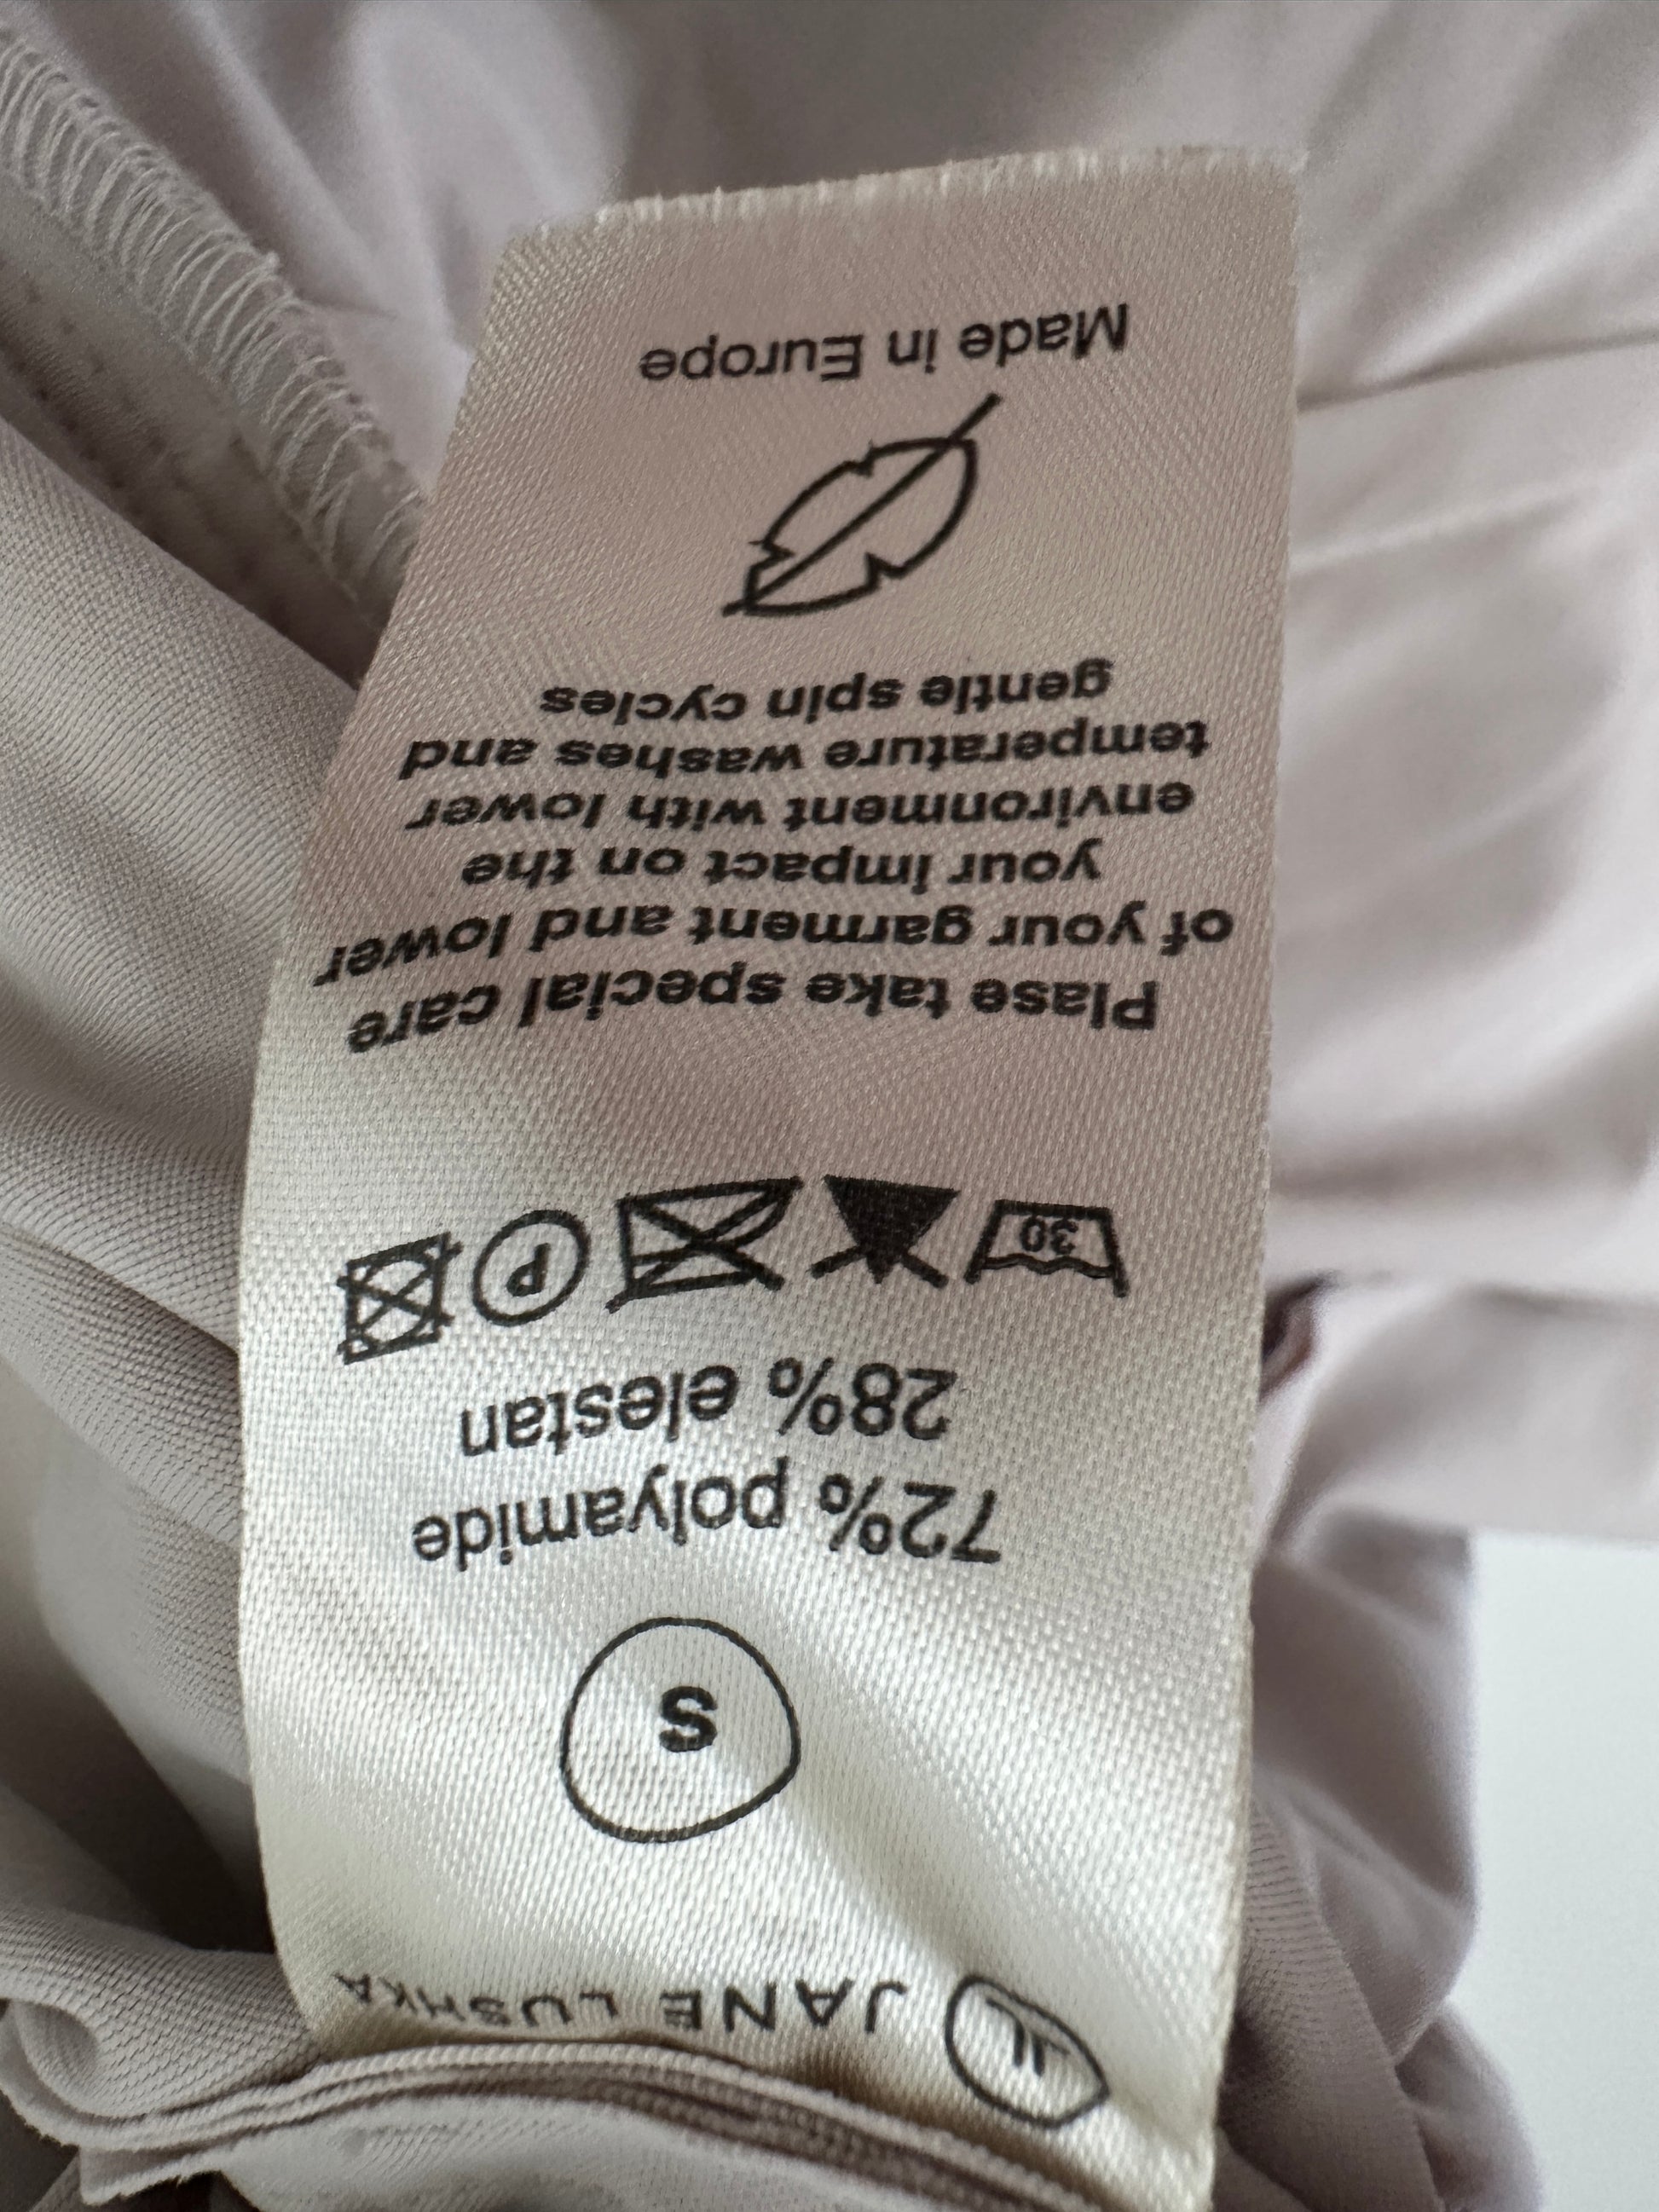 JL JANE LUSHKA
S
72% polyamide
28% elestan
30 P
Plase take special care
of your garment and lower
your impact on the
environment with lower
temperature washes and
gentle spin cycles
Made in Europe